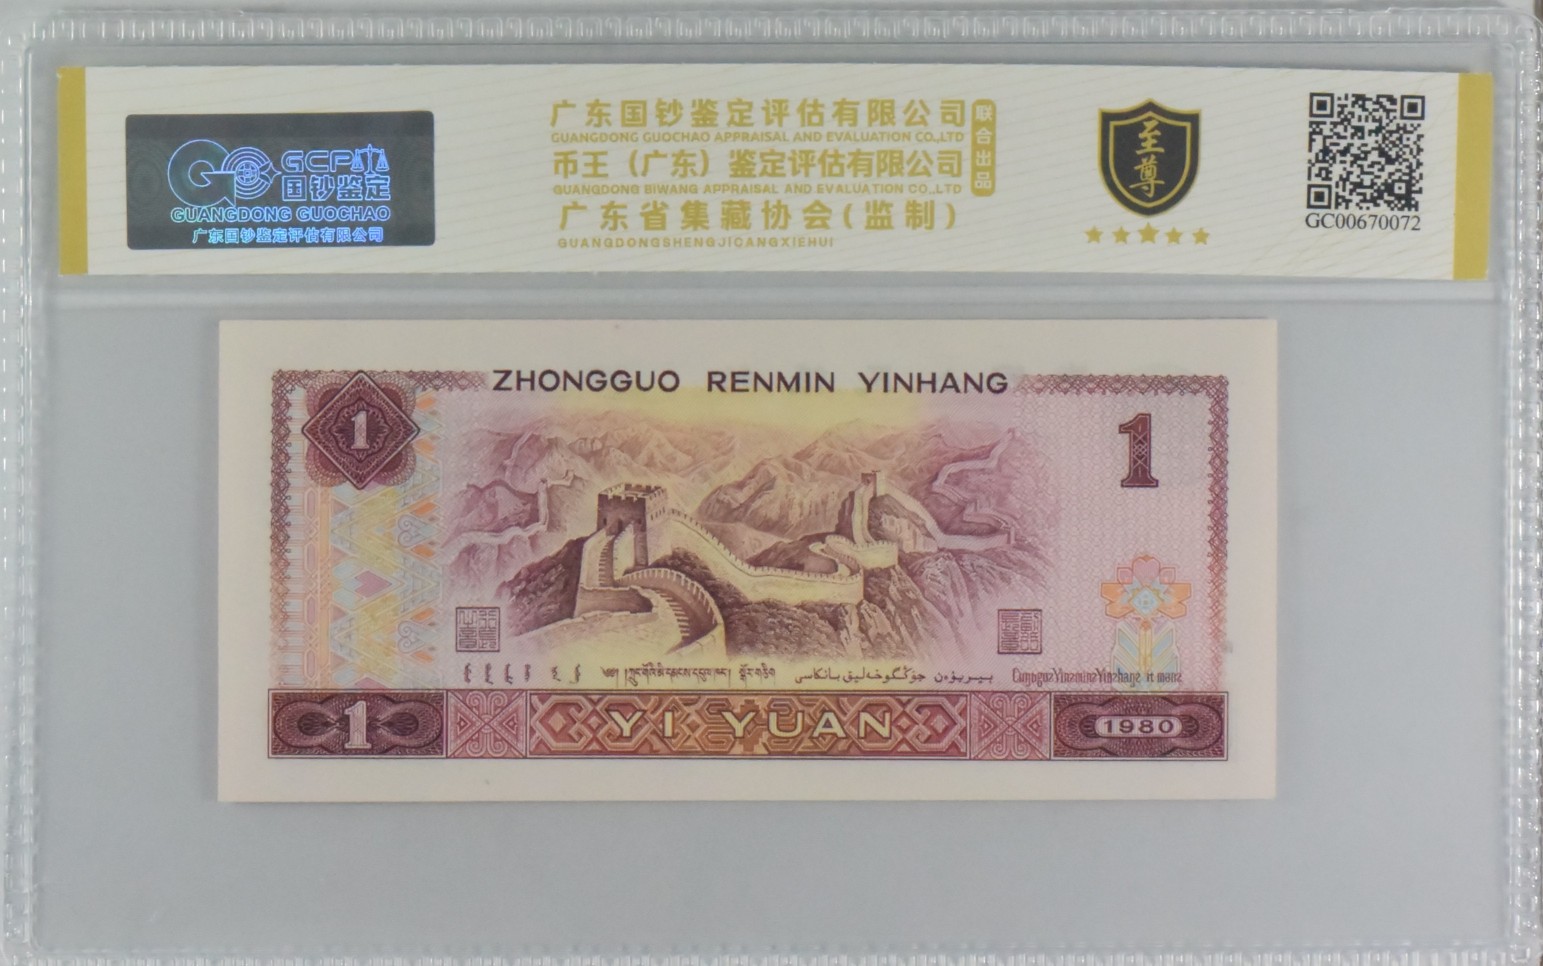 GCP
国钞鉴定
GUANGDONG GUOCHAO
广东国钞鉴定评估有限公司
广东国钞鉴定评估有限公司
GUANGDONG GUOCHAO APPRAISAL AND EVALUATION CO.,LTD
币王（广东）鉴定评估有限公司
GUANGDONG BIWANG APPRAISAL AND EVALUATION CO.,LTD
联合出品
广东省集藏协会(监制)
GUANGDONGSHENGJICANGXIEHUI
至尊
GC00670072
ZHONGGUO RENMIN YINHANG
1
1
1
YI YUAN
1980